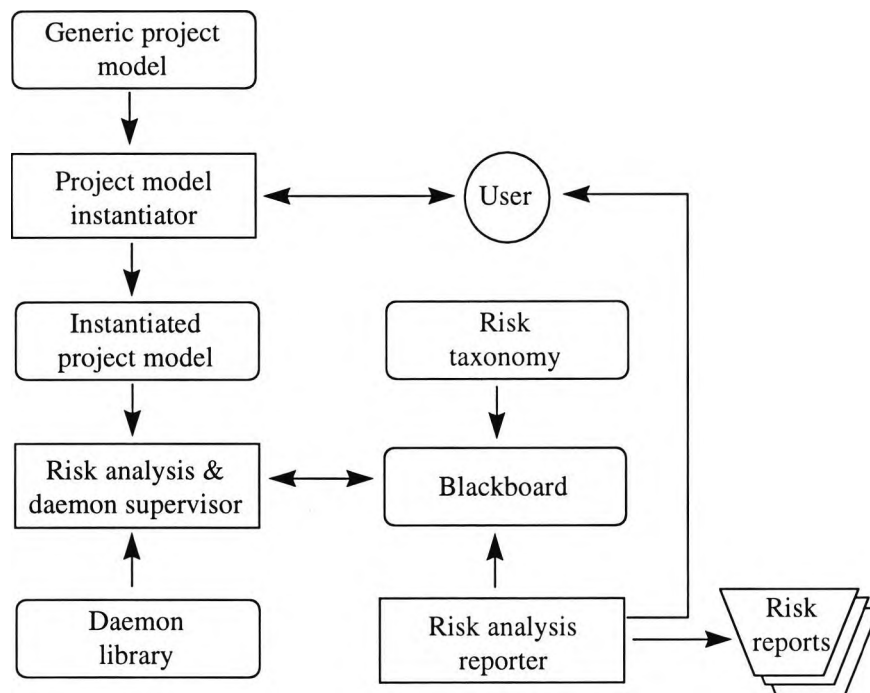 Generic project
model
Project model
instantiator
User
Instantiated
project model
Risk
taxonomy
Risk analysis &
daemon supervisor
Blackboard
Daemon
library
Risk analysis
reporter
Risk
reports